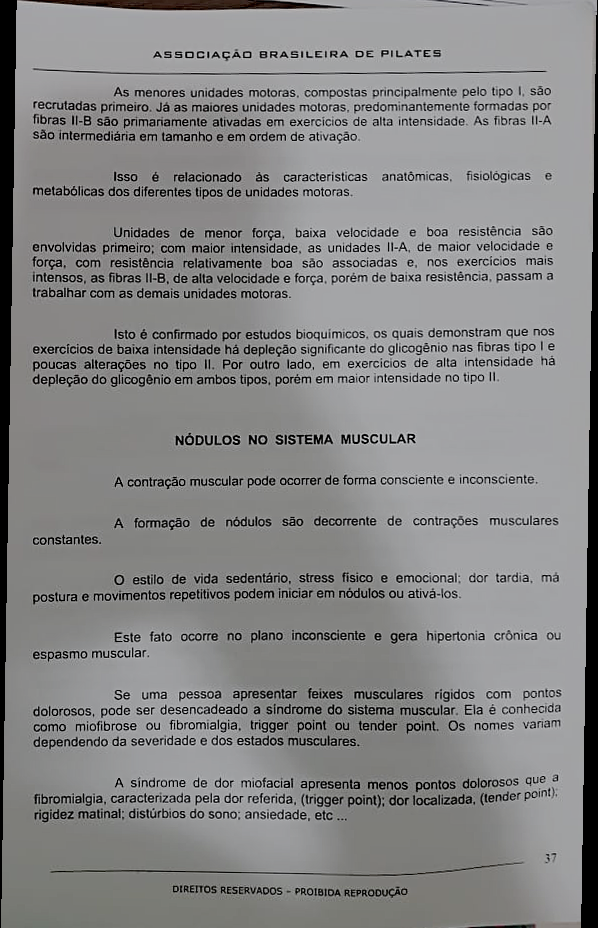 ASSOCIAÇÃO BRASILEIRA DE PILATES
As menores unidades motoras, compostas principalmente pelo tipo I, são
recrutadas primeiro. Já as maiores unidades motoras, predominantemente formadas por
fibras II-B são primariamente ativadas em exercícios de alta intensidade. As fibras II-A
são intermediária em tamanho e em ordem de ativação.
Isso é relacionado às características anatômicas, fisiológicas e
metabólicas dos diferentes tipos de unidades motoras.
Unidades de menor força, baixa velocidade e boa resistência são
envolvidas primeiro; com maior intensidade, as unidades II-A, de maior velocidade e
força, com resistência relativamente boa são associadas e, nos exercícios mais
intensos, as fibras II-B, de alta velocidade e força, porém de baixa resistência, passam a
trabalhar com as demais unidades motoras.
Isto é confirmado por estudos bioquímicos, os quais demonstram que nos
exercícios de baixa intensidade há depleção significante do glicogênio nas fibras tipo I e
poucas alterações no tipo II. Por outro lado, em exercícios de alta intensidade há
depleção do glicogênio em ambos tipos, porém em maior intensidade no tipo II.
NÓDULOS NO SISTEMA MUSCULAR
A contração muscular pode ocorrer de forma consciente e inconsciente.
A formação de nódulos são decorrente de contrações musculares
constantes.
O estilo de vida sedentário, stress físico e emocional; dor tardia, má
postura e movimentos repetitivos podem iniciar em nódulos ou ativá-los.
Este fato ocorre no plano inconsciente e gera hipertonia crônica ou
espasmo muscular.
Se uma pessoa apresentar feixes musculares rígidos com pontos
dolorosos, pode ser desencadeado a síndrome do sistema muscular. Ela é conhecida
como miofibrose ou fibromialgia, trigger point ou tender point. Os nomes variam
dependendo da severidade e dos estados musculares.
A síndrome de dor miofacial apresenta menos pontos dolorosos que a
fibromialgia, caracterizada pela dor referida, (trigger point); dor localizada, (tender point);
rigidez matinal; distúrbios do sono; ansiedade, etc ...
37
DIREITOS RESERVADOS - PROIBIDA REPRODUÇÃO